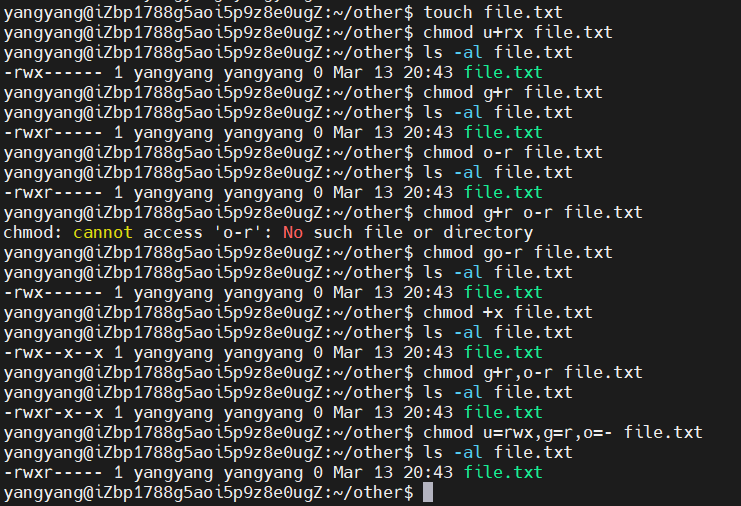 yangyang@iZbp1788g5aoi5p9z8e0ugZ:~/other$ touch file.txt
yangyang@iZbp1788g5aoi5p9z8e0ugZ:~/other$ chmod u+rx file.txt
yangyang@iZbp1788g5aoi5p9z8e0ugZ:~/other$ ls -al file.txt
-rwx------ 1 yangyang yangyang 0 Mar 13 20:43 file.txt
yangyang@iZbp1788g5aoi5p9z8e0ugZ:~/other$ chmod g+r file.txt
yangyang@iZbp1788g5aoi5p9z8e0ugZ:~/other$ ls -al file.txt
-rwxr----- 1 yangyang yangyang 0 Mar 13 20:43 file.txt
yangyang@iZbp1788g5aoi5p9z8e0ugZ:~/other$ chmod o-r file.txt
yangyang@iZbp1788g5aoi5p9z8e0ugZ:~/other$ ls -al file.txt
-rwxr----- 1 yangyang yangyang 0 Mar 13 20:43 file.txt
yangyang@iZbp1788g5aoi5p9z8e0ugZ:~/other$ chmod g+r o-r file.txt
chmod: cannot access 'o-r': No such file or directory
yangyang@iZbp1788g5aoi5p9z8e0ugZ:~/other$ chmod go-r file.txt
yangyang@iZbp1788g5aoi5p9z8e0ugZ:~/other$ ls -al file.txt
-rwx------ 1 yangyang yangyang 0 Mar 13 20:43 file.txt
yangyang@iZbp1788g5aoi5p9z8e0ugZ:~/other$ chmod +x file.txt
yangyang@iZbp1788g5aoi5p9z8e0ugZ:~/other$ ls -al file.txt
-rwx--x--x 1 yangyang yangyang 0 Mar 13 20:43 file.txt
yangyang@iZbp1788g5aoi5p9z8e0ugZ:~/other$ chmod g+r,o-r file.txt
yangyang@iZbp1788g5aoi5p9z8e0ugZ:~/other$ ls -al file.txt
-rwxr-x--x 1 yangyang yangyang 0 Mar 13 20:43 file.txt
yangyang@iZbp1788g5aoi5p9z8e0ugZ:~/other$ chmod u=rwx,g=r,o=- file.txt
yangyang@iZbp1788g5aoi5p9z8e0ugZ:~/other$ ls -al file.txt
-rwxr----- 1 yangyang yangyang 0 Mar 13 20:43 file.txt
yangyang@iZbp1788g5aoi5p9z8e0ugZ:~/other$